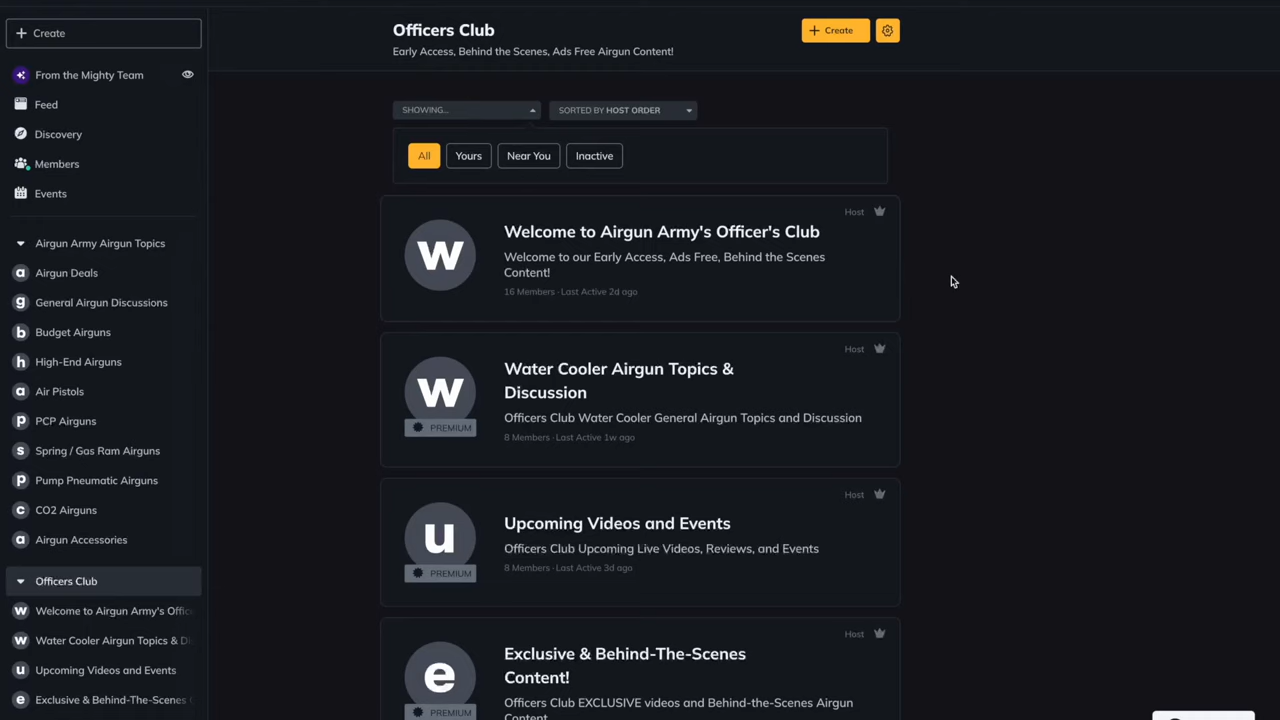 Create
From the Mighty Team
Feed
Discovery
Members
Events
Airgun Army Airgun Topics
a Airgun Deals
g General Airgun Discussions
b Budget Airguns
h High-End Airguns
a Air Pistols
p PCP Airguns
s Spring / Gas Ram Airguns
p Pump Pneumatic Airguns
c CO2 Airguns
a Airgun Accessories
Officers Club
w Welcome to Airgun Army's Offic
w Water Cooler Airgun Topics & D
u Upcoming Videos and Events
e Exclusive & Behind-The-Scenes
Officers Club
Early Access, Behind the Scenes, Ads Free Airgun Content!
Create
SHOWING...
SORTED BY HOST ORDER
All Yours Near You Inactive
Host
w
Welcome to Airgun Army's Officer's Club
Welcome to our Early Access, Ads Free, Behind the Scenes
Content!
16 Members · Last Active 2d ago
Host
w
PREMIUM
Water Cooler Airgun Topics &
Discussion
Officers Club Water Cooler General Airgun Topics and Discussion
8 Members · Last Active 1w ago
Host
u
PREMIUM
Upcoming Videos and Events
Officers Club Upcoming Live Videos, Reviews, and Events
8 Members · Last Active 3d ago
Host
e
PREMIUM
Exclusive & Behind-The-Scenes
Content!
Officers Club EXCLUSIVE videos and Behind-the-Scenes Airgun
Content